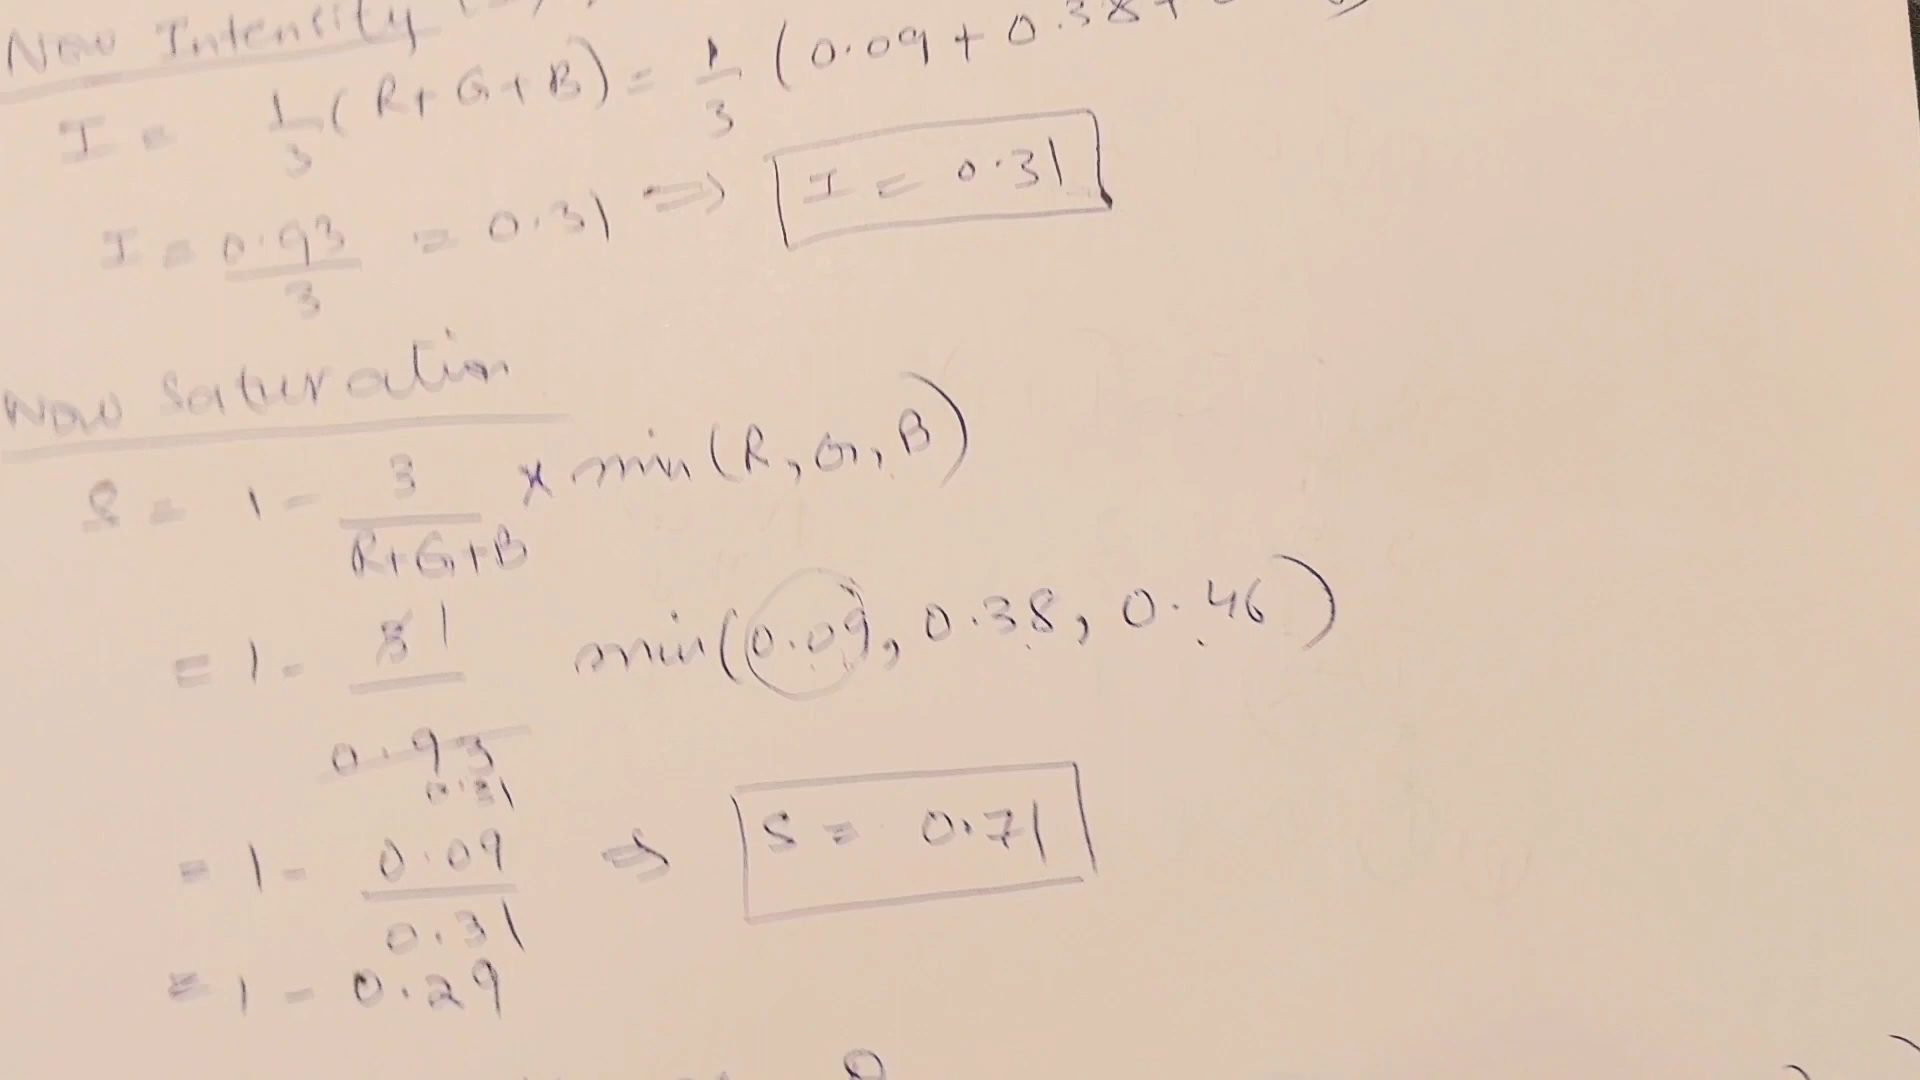 Now Intensity
I = 1/3 (R+G+B) = 1/3 (0.09 + 0.38 +
I = 0.93/3 = 0.31 ⇒ I = 0.31
Now Saturation
S = 1 - 3/(R+G+B) x min (R, G, B)
= 1 - 3 1/0.93 0.31 min (0.09, 0.38, 0.46)
= 1 - 0.09/0.31 ⇒ S = 0.71
= 1 - 0.29